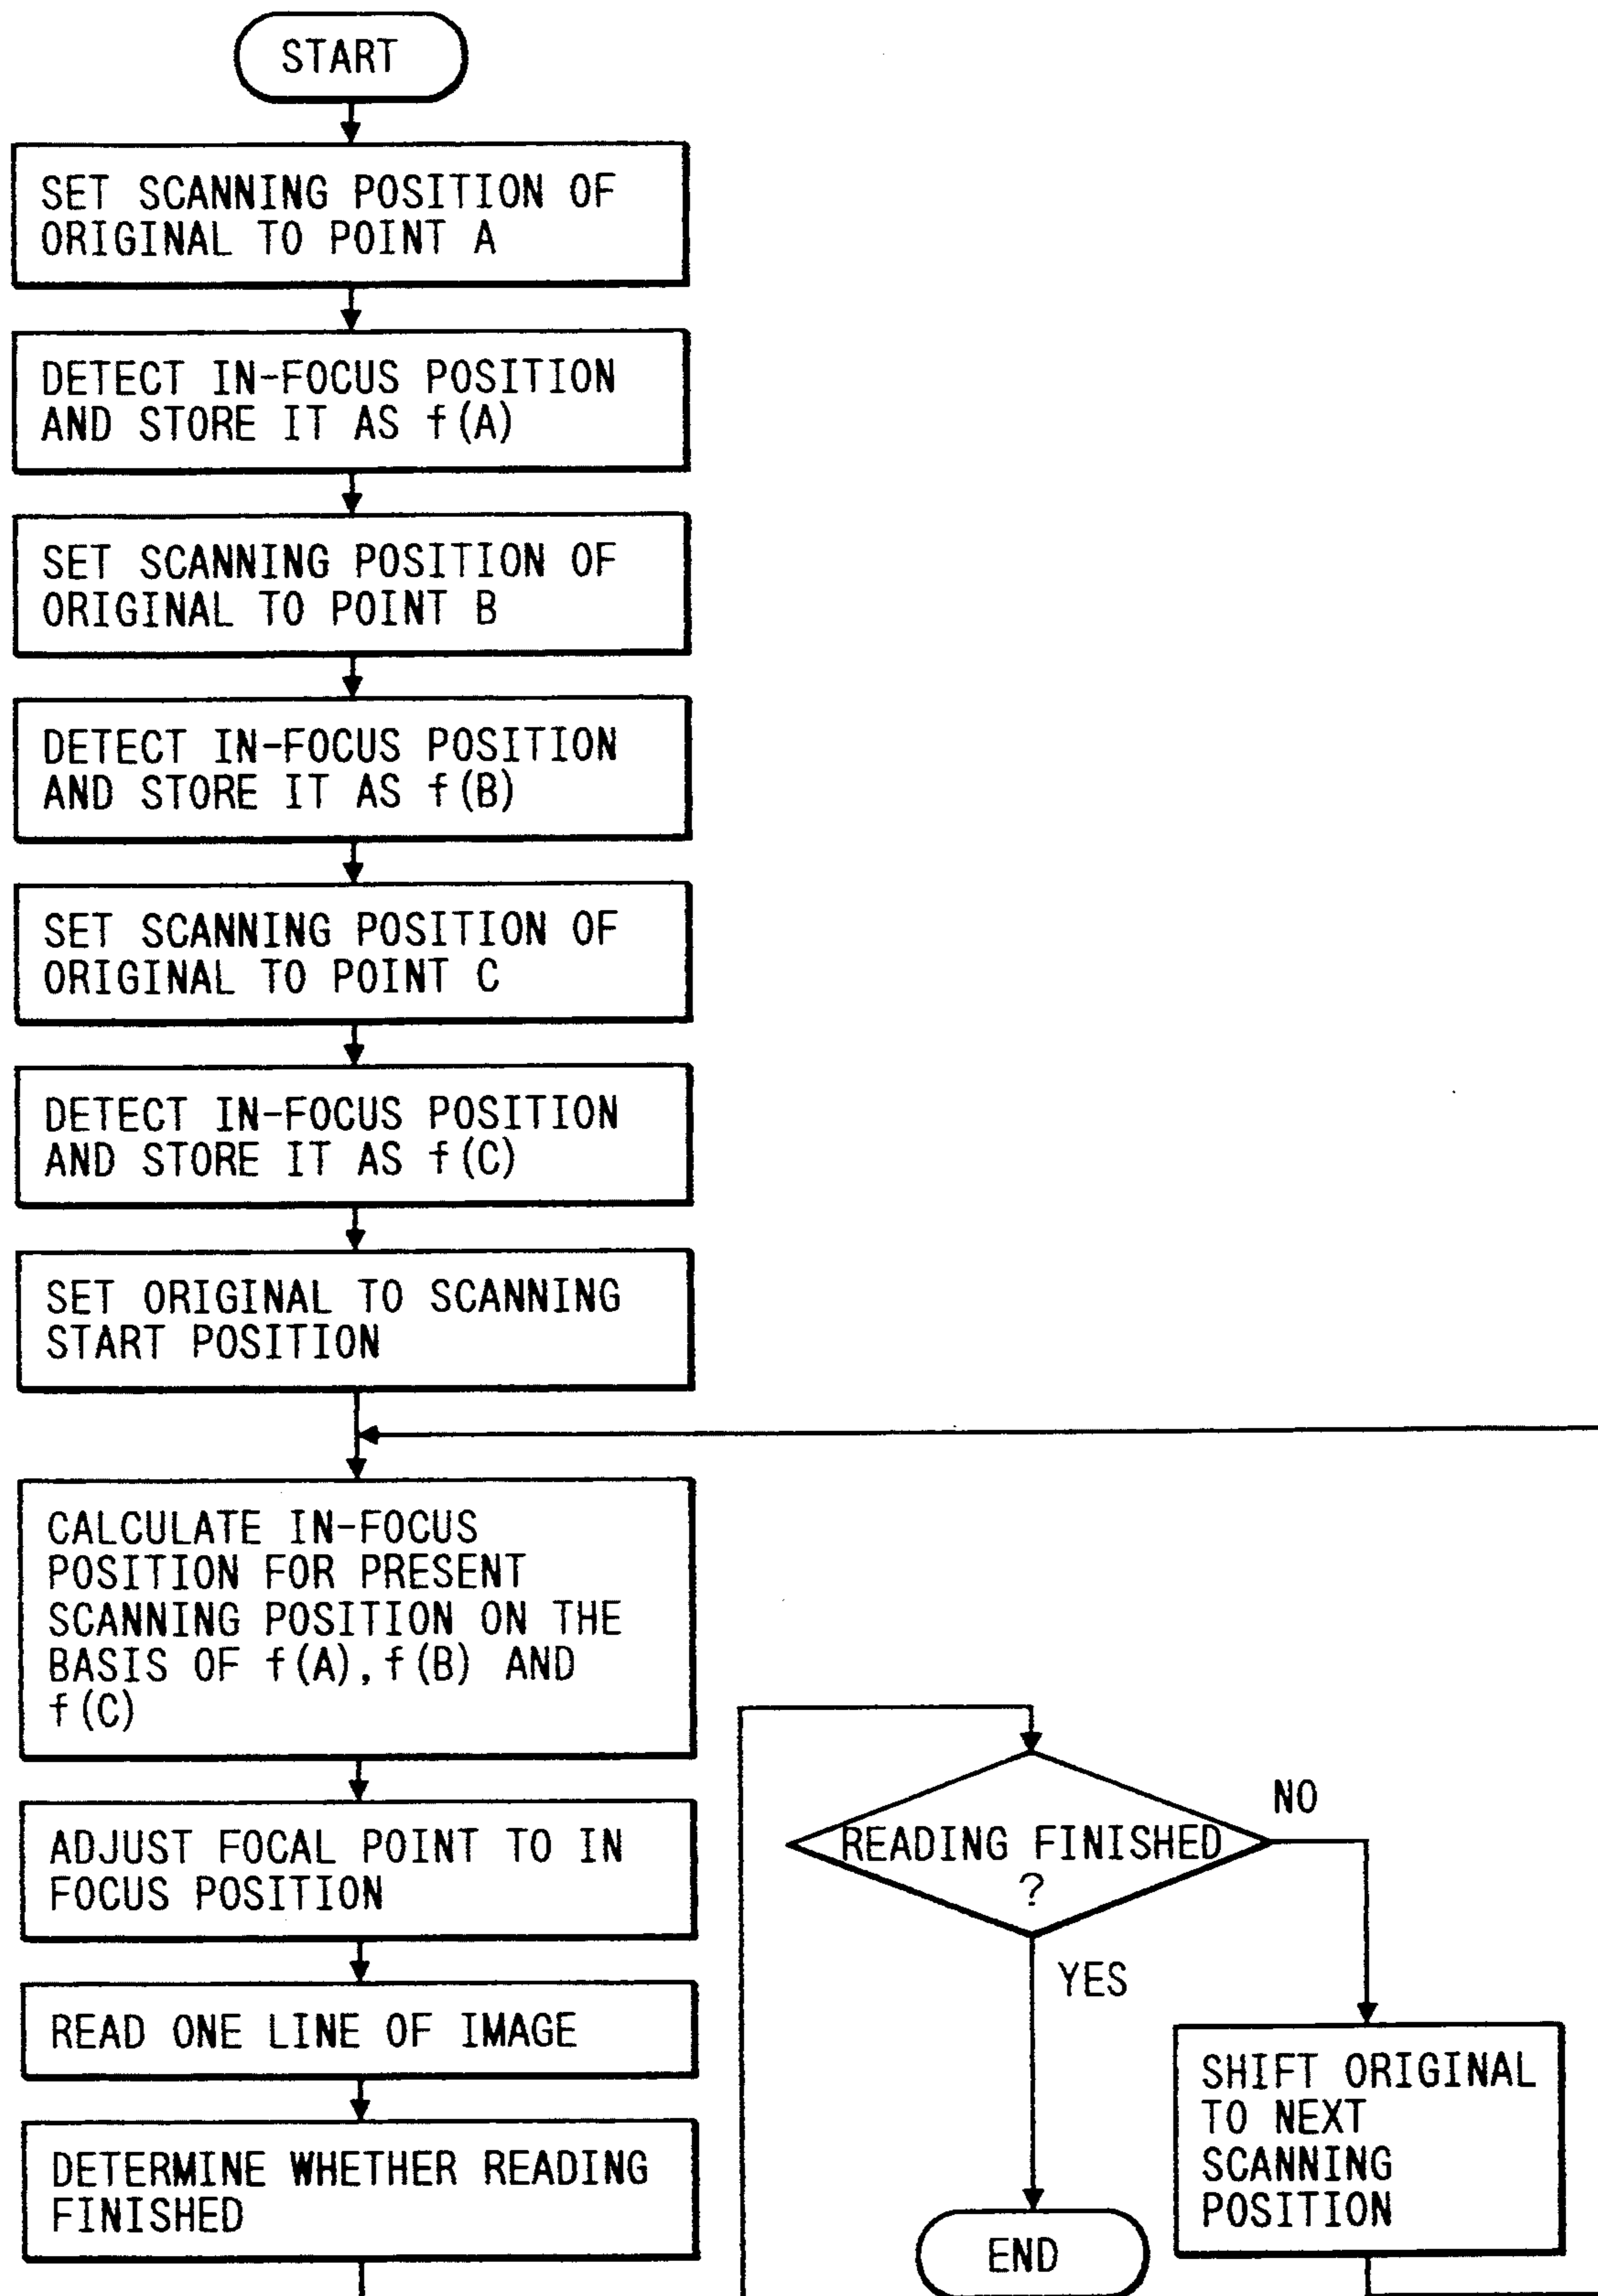 START
SET SCANNING POSITION OF
ORIGINAL TO POINT A
DETECT IN-FOCUS POSITION
AND STORE IT AS f(A)
SET SCANNING POSITION OF
ORIGINAL TO POINT B
DETECT IN-FOCUS POSITION
AND STORE IT AS f(B)
SET SCANNING POSITION OF
ORIGINAL TO POINT C
DETECT IN-FOCUS POSITION
AND STORE IT AS f(C)
SET ORIGINAL TO SCANNING
START POSITION
CALCULATE IN-FOCUS
POSITION FOR PRESENT
SCANNING POSITION ON THE
BASIS OF f(A),f(B) AND
f(C)
ADJUST FOCAL POINT TO IN
FOCUS POSITION
READ ONE LINE OF IMAGE
DETERMINE WHETHER READING
FINISHED
READING FINISHED
?
NO
YES
SHIFT ORIGINAL
TO NEXT
SCANNING
POSITION
END